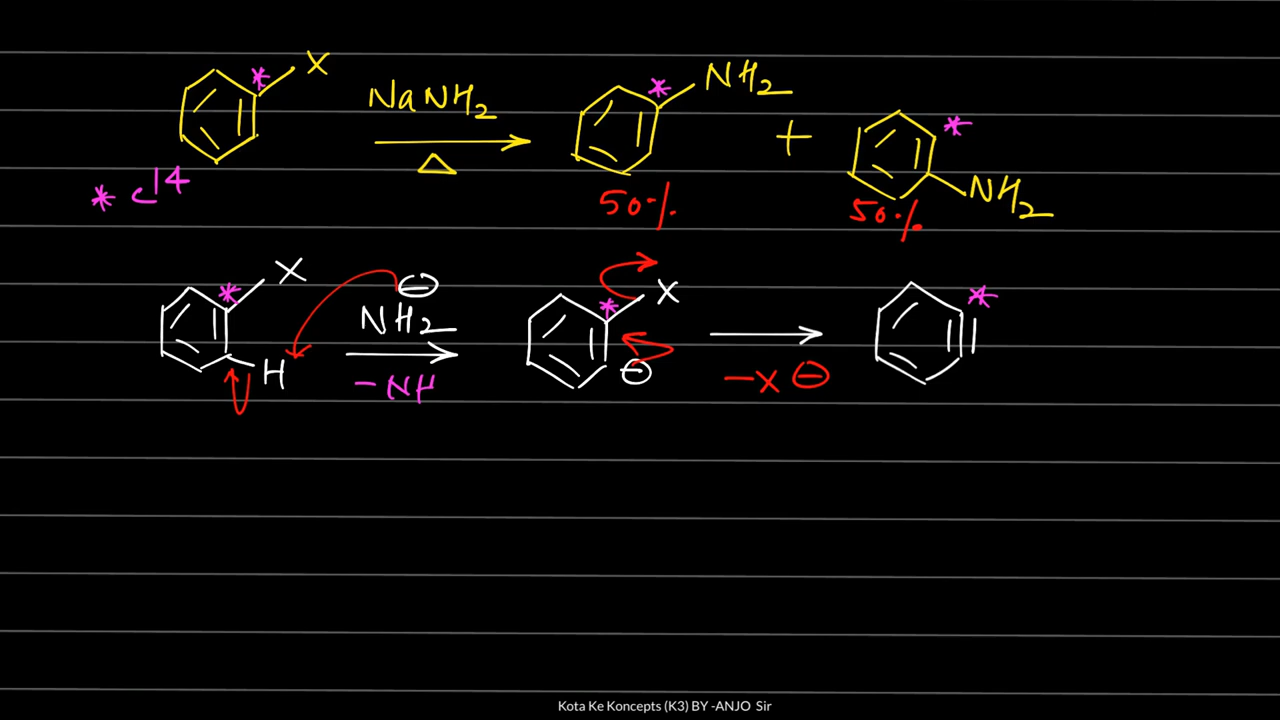 * X NaNH2 Δ * NH2 + * NH2
* C14 50% 50%
* X H ⊖ NH2 - NH * X ⊖ - X ⊖ *
Kota Ke Koncepts (K3) BY -ANJO Sir